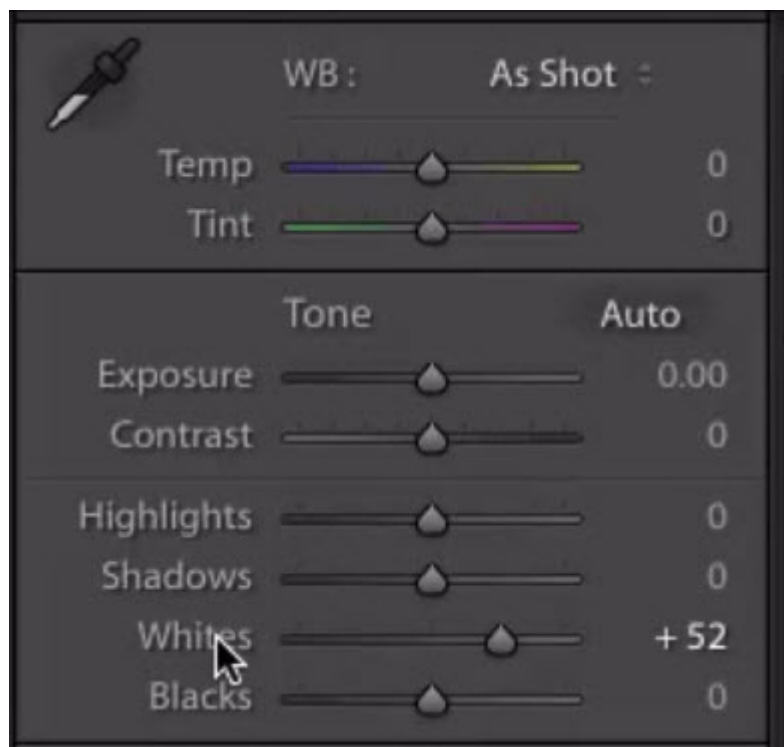 WB : As Shot
Temp 0
Tint 0
Tone Auto
Exposure 0.00
Contrast 0
Highlights 0
Shadows 0
Whites + 52
Blacks 0